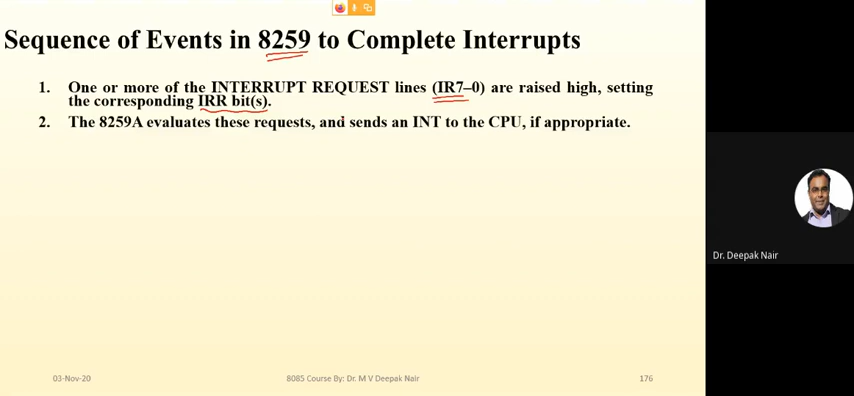 Sequence of Events in 8259 to Complete Interrupts
1. One or more of the INTERRUPT REQUEST lines (IR7–0) are raised high, setting
the corresponding IRR bit(s).
2. The 8259A evaluates these requests, and sends an INT to the CPU, if appropriate.
Dr. Deepak Nair
03-Nov-20
8085 Course By: Dr. M V Deepak Nair
176